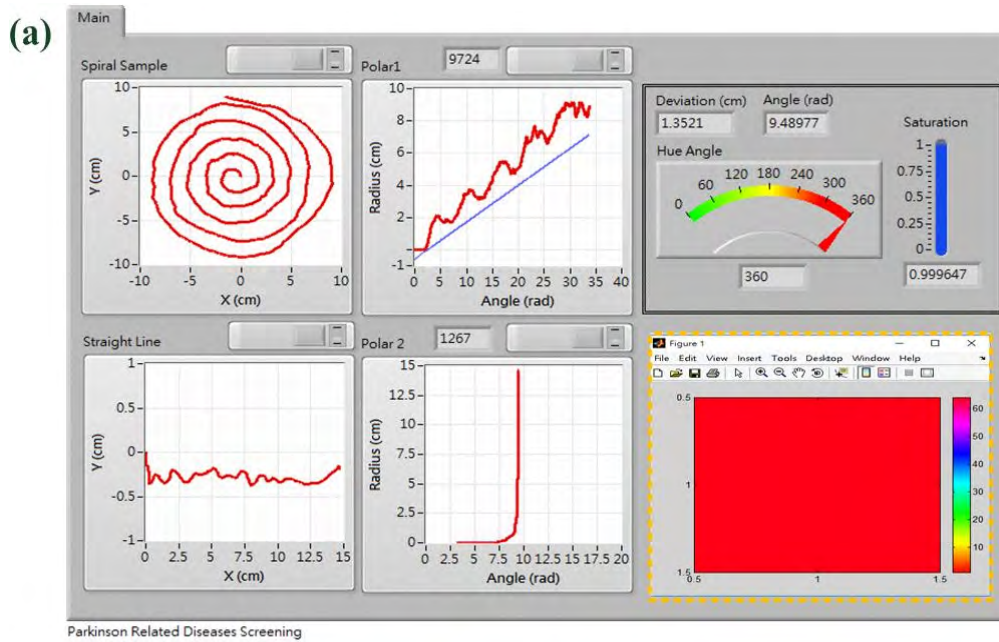 (a)
Main
Spiral Sample
10
5
0
-5
-10
Y (cm)
-10 -5 0 5 10
X (cm)
Polar1 9724
10
8
6
4
2
-1
Radius (cm)
0 5 10 15 20 25 30 35 40
Angle (rad)
Deviation (cm) Angle (rad)
1.3521 9.48977
Hue Angle
0 60 120 180 240 300 360
360
Saturation
1
0.75
0.5
0.25
0
0.999647
Straight Line
1
0.5
0
-0.5
-1
Y (cm)
0 2.5 5 7.5 10 12.5 15
X (cm)
Polar 2 1267
15
12.5
10
7.5
5
2.5
0
Radius (cm)
0 2.5 5 7.5 10 12.5 15 17.5 20
Angle (rad)
Figure 1
File Edit View Insert Tools Desktop Window Help
0.5
1
1.5
0.5 1 1.5
60
50
40
30
20
10
Parkinson Related Diseases Screening